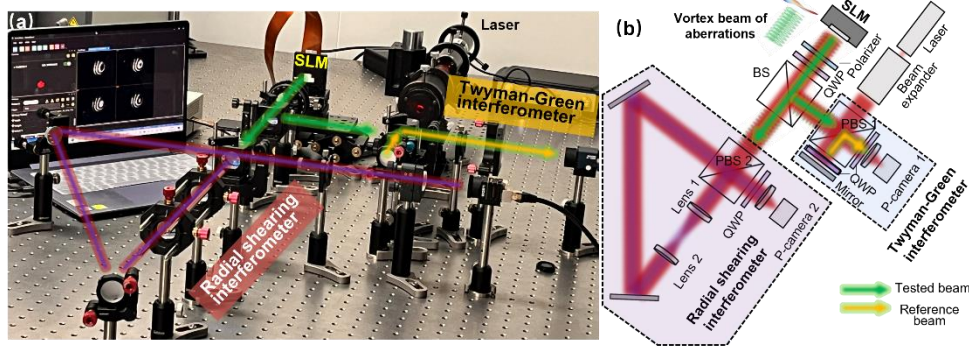 (a)
Laser
SLM
Twyman-Green
interferometer
Radial shearing
interferometer
(b)
Vortex beam of
aberrations
SLM
Laser
Polarizer
QWP
BS
Beam
expander
PBS
PBS 2
Lens 1
QWP
Mirror
QWP
P-camera 1
Lens 2
P-camera 2
Radial shearing
interferometer
Twyman-Green
interferometer
Tested beam
Reference
beam